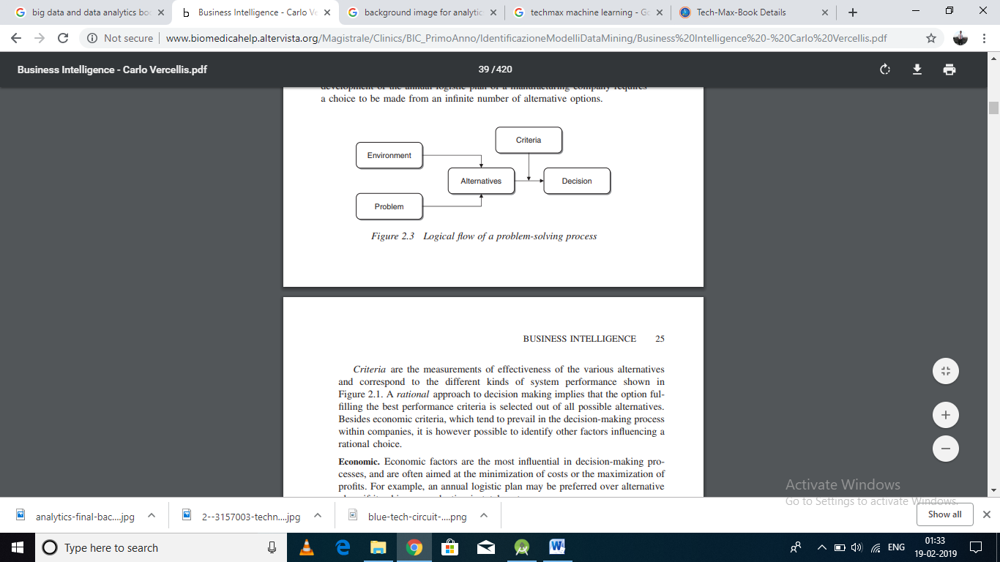 big data and data analytics bo
Business Intelligence - Carlo Ve
background image for analytic
techmax machine learning - Go
Tech-Max-Book Details
Not secure | www.biomedicahelp.altervista.org/Magistrale/Clinics/BIC_PrimoAnno/IdentificazioneModelliDataMining/Business%20Intelligence%20-%20Carlo%20Vercellis.pdf
Business Intelligence - Carlo Vercellis.pdf
39 / 420
development of the annual logistic plan of a manufacturing company requires
a choice to be made from an infinite number of alternative options.
Criteria
Environment
Alternatives
Decision
Problem
Figure 2.3 Logical flow of a problem-solving process
BUSINESS INTELLIGENCE 25
Criteria are the measurements of effectiveness of the various alternatives
and correspond to the different kinds of system performance shown in
Figure 2.1. A rational approach to decision making implies that the option ful-
filling the best performance criteria is selected out of all possible alternatives.
Besides economic criteria, which tend to prevail in the decision-making process
within companies, it is however possible to identify other factors influencing a
rational choice.
Economic. Economic factors are the most influential in decision-making pro-
cesses, and are often aimed at the minimization of costs or the maximization of
profits. For example, an annual logistic plan may be preferred over alternative
Activate Windows
Go to Settings to activate Windows.
analytics-final-bac....jpg
2--3157003-techn....jpg
blue-tech-circuit-....png
Show all
Type here to search
ENG
01:33
19-02-2019